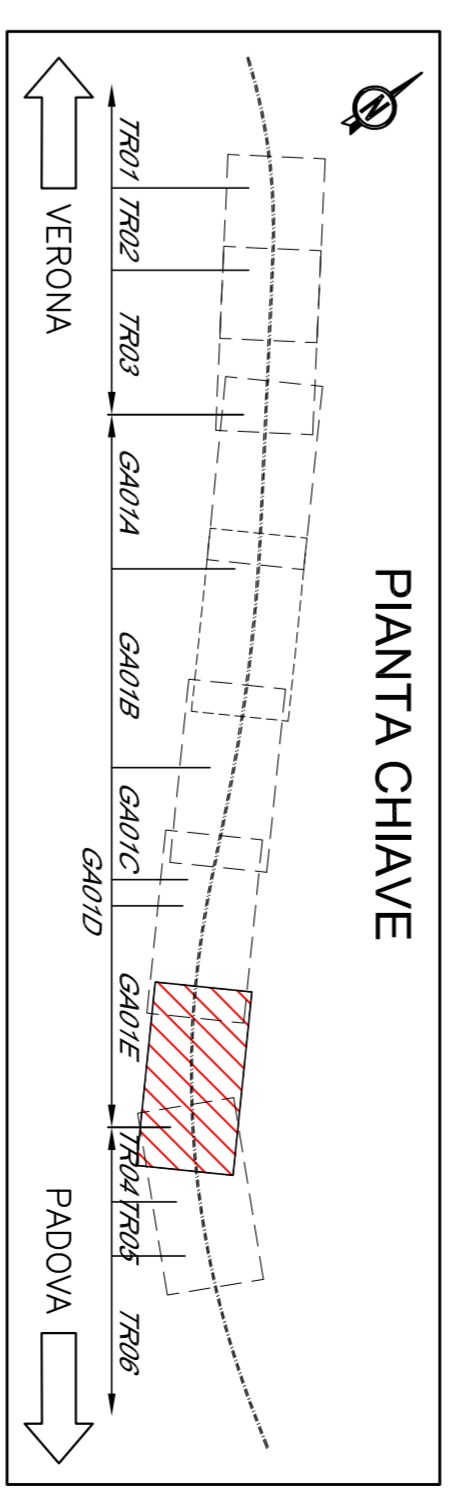 PIANTA CHIAVE
N
TR01
TR02
TR03
GA01A
GA01B
GA01C
GA01D
GA01E
TR04
TR05
TR06
VERONA
PADOVA